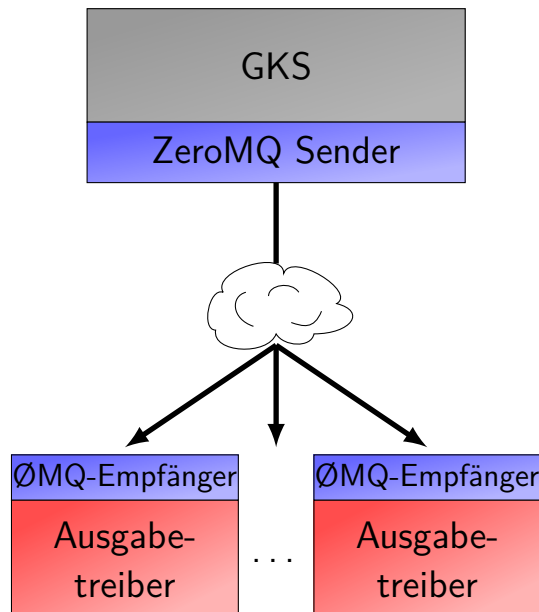 GKS
ZeroMQ Sender
ØMQ-Empfänger
ØMQ-Empfänger
Ausgabe-
treiber
...
Ausgabe-
treiber